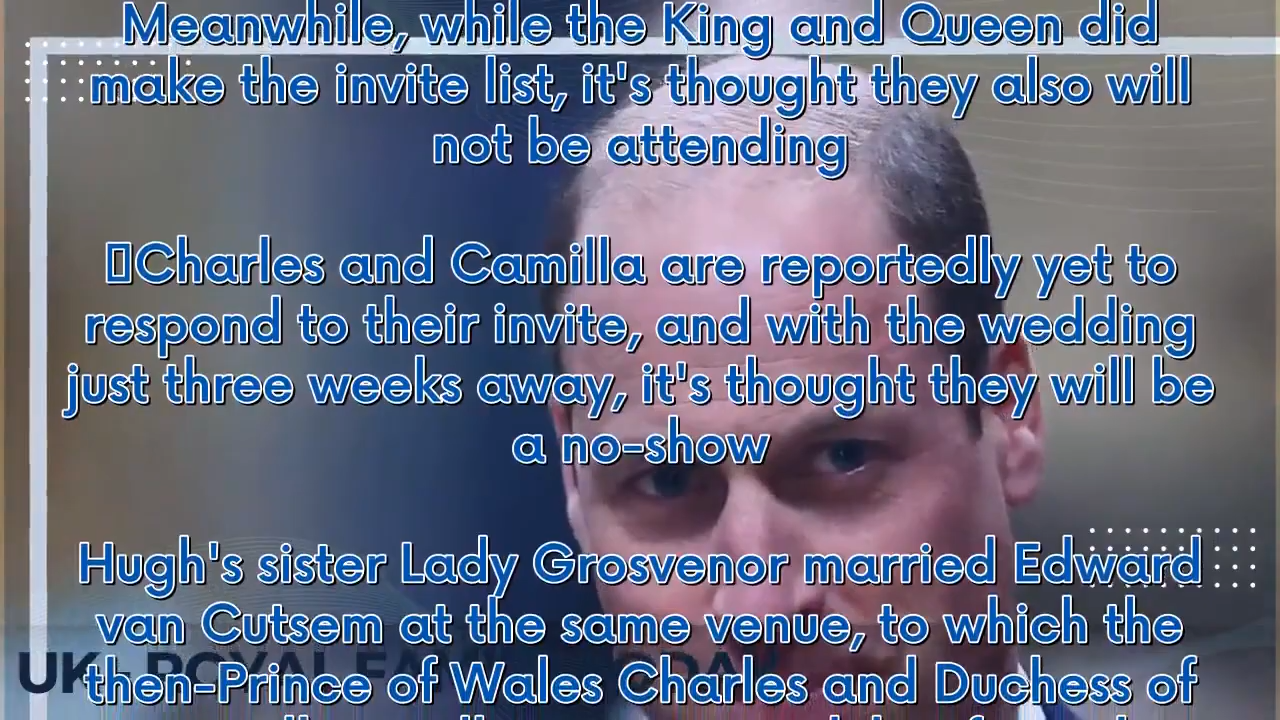 Meanwhile, while the King and Queen did
make the invite list, it's thought they also will
not be attending
Charles and Camilla are reportedly yet to
respond to their invite, and with the wedding
just three weeks away, it's thought they will be
a no-show
Hugh's sister Lady Grosvenor married Edward
van Cutsem at the same venue, to which the
UK ROYAL
then-Prince of Wales Charles and Duchess of